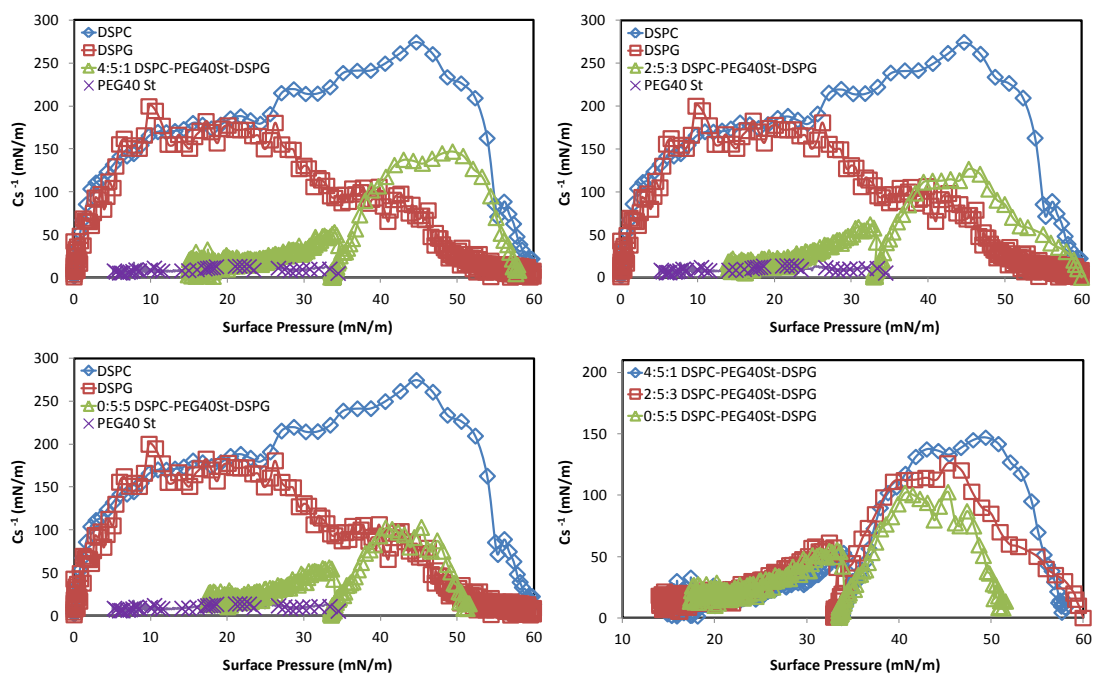 300
250
200
150
100
50
0
Cs⁻¹ (mN/m)
DSPC
DSPG
4:5:1 DSPC-PEG40St-DSPG
PEG40 St
0 10 20 30 40 50 60
Surface Pressure (mN/m)
300
250
200
150
100
50
0
Cs⁻¹ (mN/m)
DSPC
DSPG
2:5:3 DSPC-PEG40St-DSPG
PEG40 St
0 10 20 30 40 50 60
Surface Pressure (mN/m)
300
250
200
150
100
50
0
Cs⁻¹ (mN/m)
DSPC
DSPG
0:5:5 DSPC-PEG40St-DSPG
PEG40 St
0 10 20 30 40 50 60
Surface Pressure (mN/m)
200
150
100
50
0
Cs⁻¹ (mN/m)
4:5:1 DSPC-PEG40St-DSPG
2:5:3 DSPC-PEG40St-DSPG
0:5:5 DSPC-PEG40St-DSPG
10 20 30 40 50 60
Surface Pressure (mN/m)